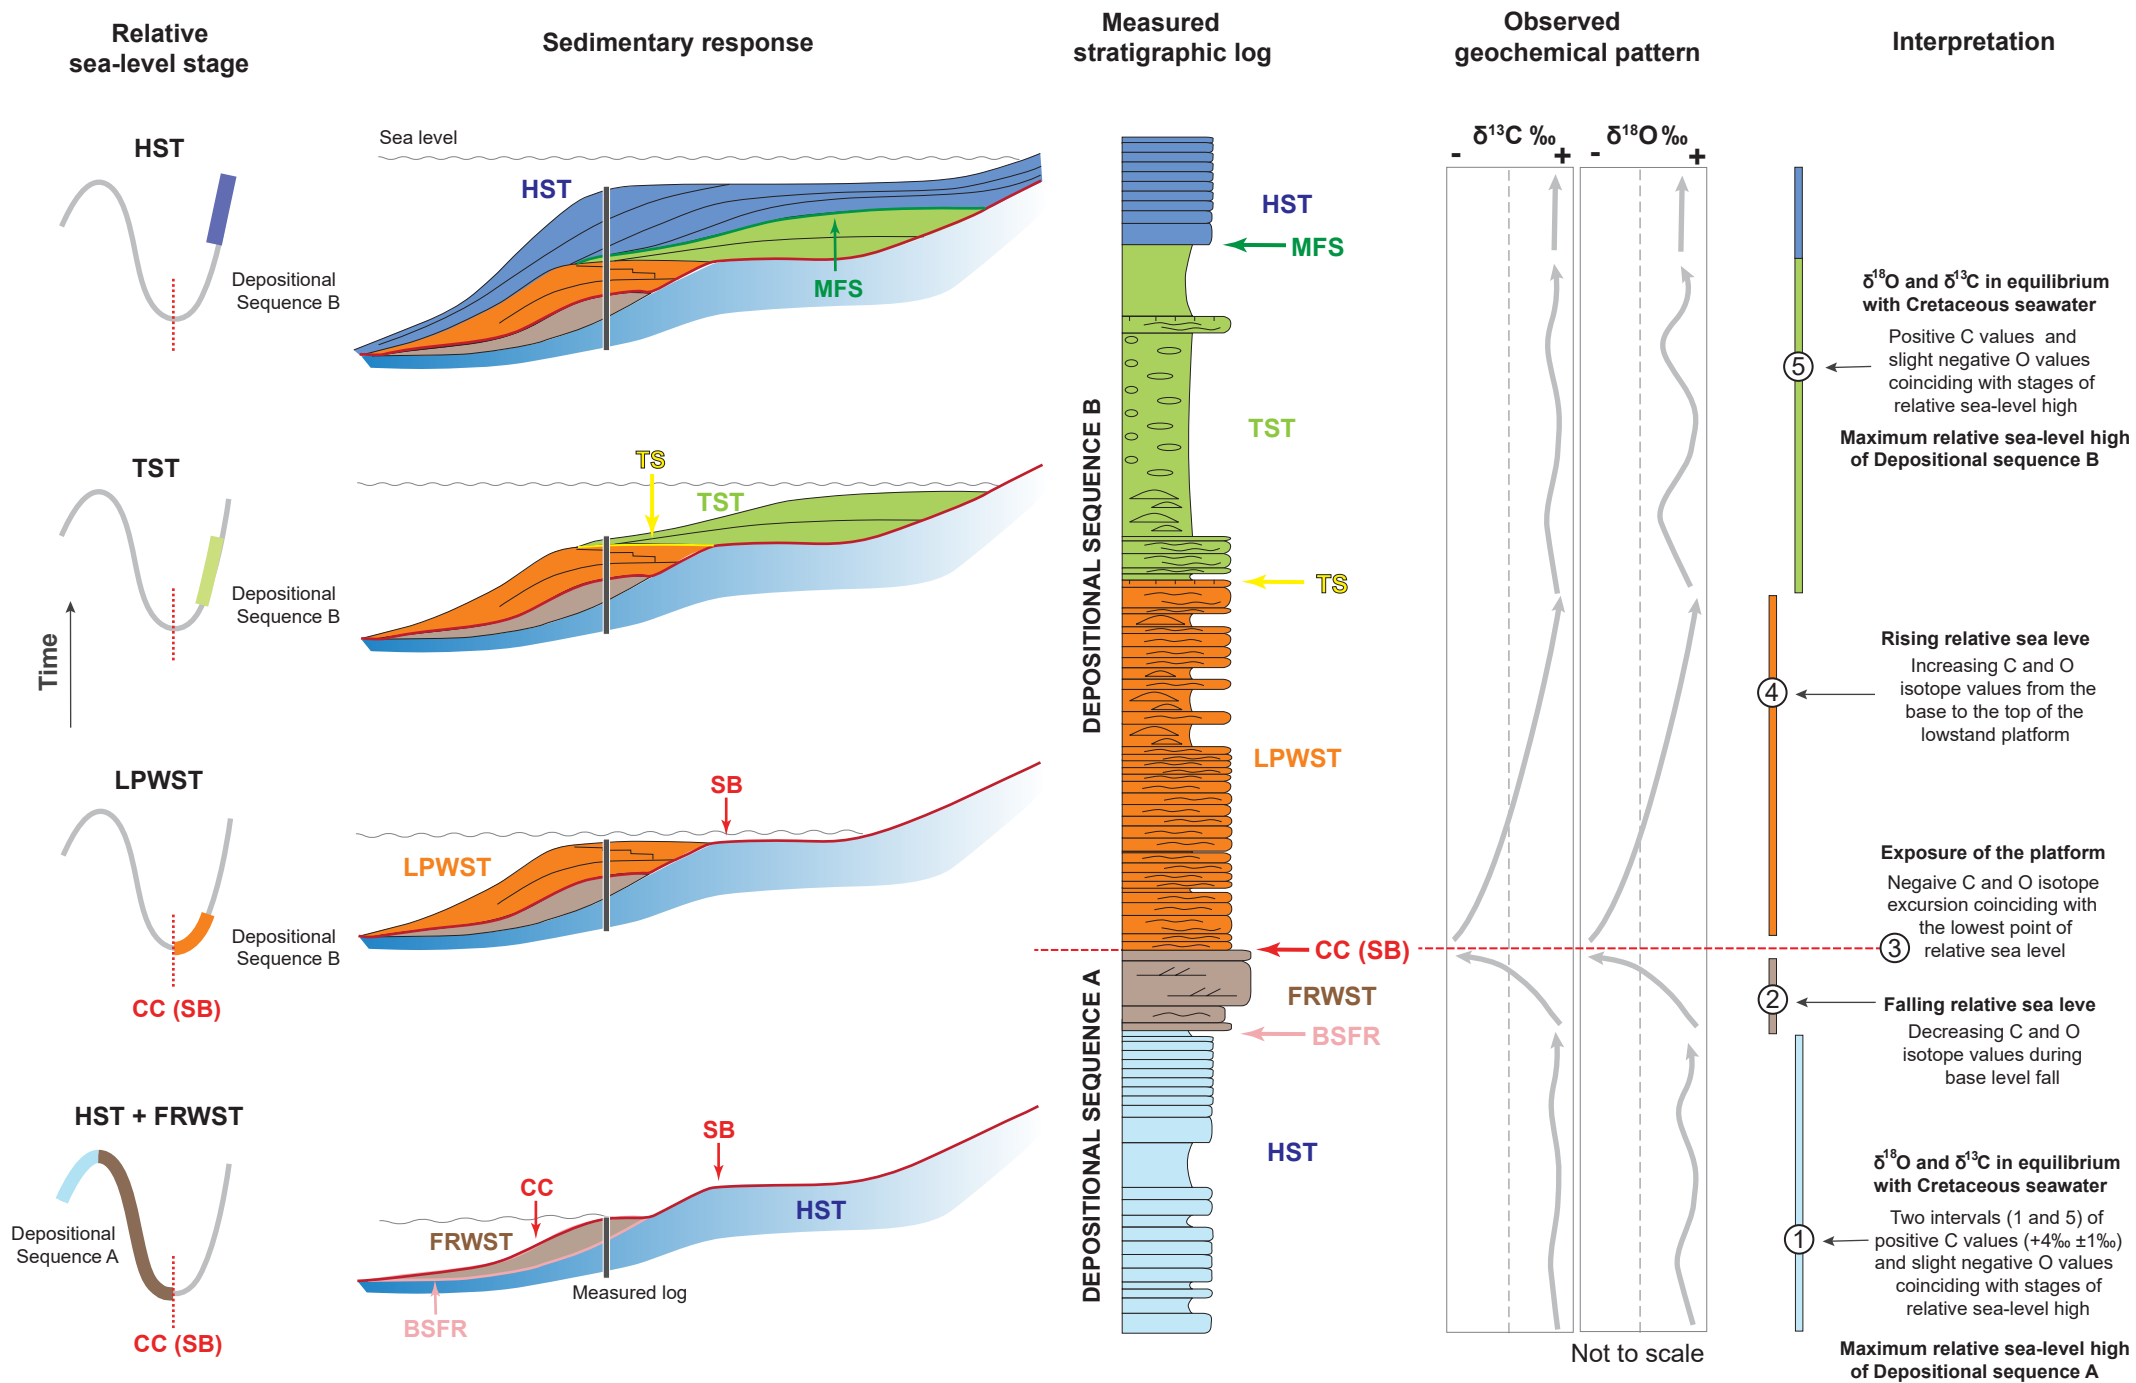 Relative
sea-level stage
Sedimentary response
Measured
stratigraphic log
Observed
geochemical pattern
Interpretation
HST
Depositional
Sequence B
Sea level
HST
MFS
TST
Depositional
Sequence B
Time
TS
TST
LPWST
Depositional
Sequence B
CC (SB)
SB
LPWST
HST + FRWST
Depositional
Sequence A
CC (SB)
SB
CC
FRWST
HST
Measured log
BSFR
DEPOSITIONAL SEQUENCE B
DEPOSITIONAL SEQUENCE A
HST
MFS
TST
TS
LPWST
CC (SB)
FRWST
BSFR
HST
δ¹³C ‰
- +
δ¹⁸O ‰
- +
Not to scale
δ¹⁸O and δ¹³C in equilibrium
with Cretaceous seawater
Positive C values and
slight negative O values
coinciding with stages of
relative sea-level high
5
Maximum relative sea-level high
of Depositional sequence B
Rising relative sea leve
Increasing C and O
isotope values from the
base to the top of the
lowstand platform
4
Exposure of the platform
Negaive C and O isotope
excursion coinciding with
the lowest point of
relative sea level
3
Falling relative sea leve
Decreasing C and O
isotope values during
base level fall
2
δ¹⁸O and δ¹³C in equilibrium
with Cretaceous seawater
Two intervals (1 and 5) of
positive C values (+4‰ ±1‰)
and slight negative O values
coinciding with stages of
relative sea-level high
1
Maximum relative sea-level high
of Depositional sequence A